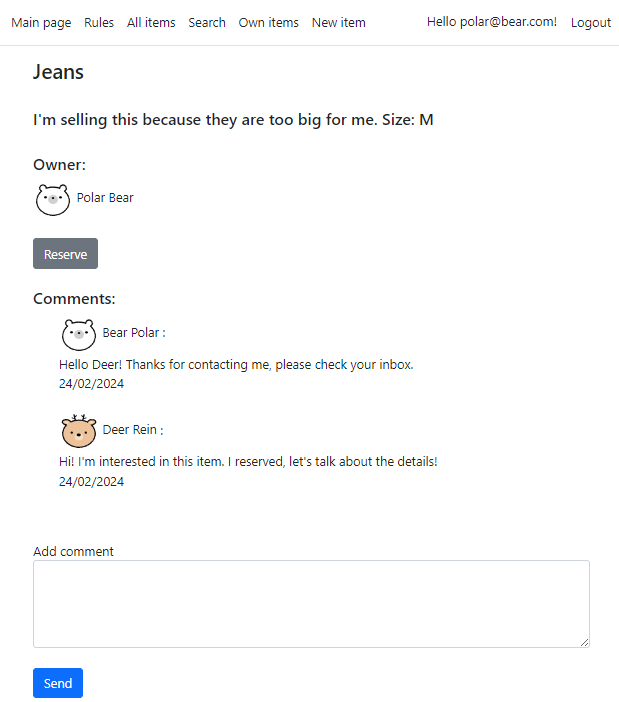 Main page Rules All items Search Own items New item Hello polar@bear.com! Logout
Jeans
I'm selling this because they are too big for me. Size: M
Owner:
Polar Bear
Reserve
Comments:
Bear Polar :
Hello Deer! Thanks for contacting me, please check your inbox.
24/02/2024
Deer Rein :
Hi! I'm interested in this item. I reserved, let's talk about the details!
24/02/2024
Add comment
Send